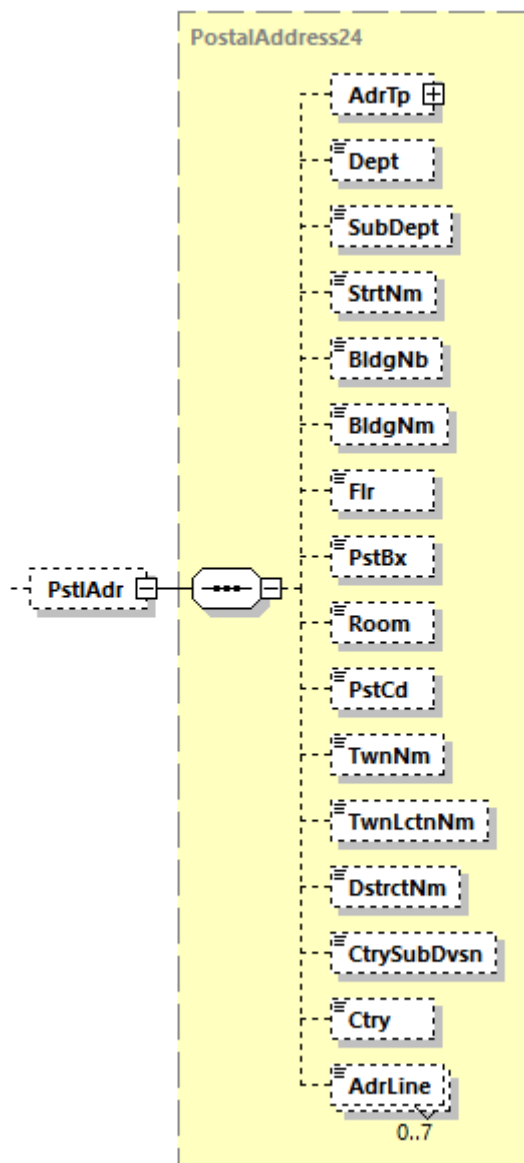 PostalAddress24
AdrTp
Dept
SubDept
StrtNm
BldgNb
BldgNm
Flr
PstBx
PstlAdr
Room
PstCd
TwnNm
TwnLctnNm
DstrctNm
CtrySubDvsn
Ctry
AdrLine
0..7